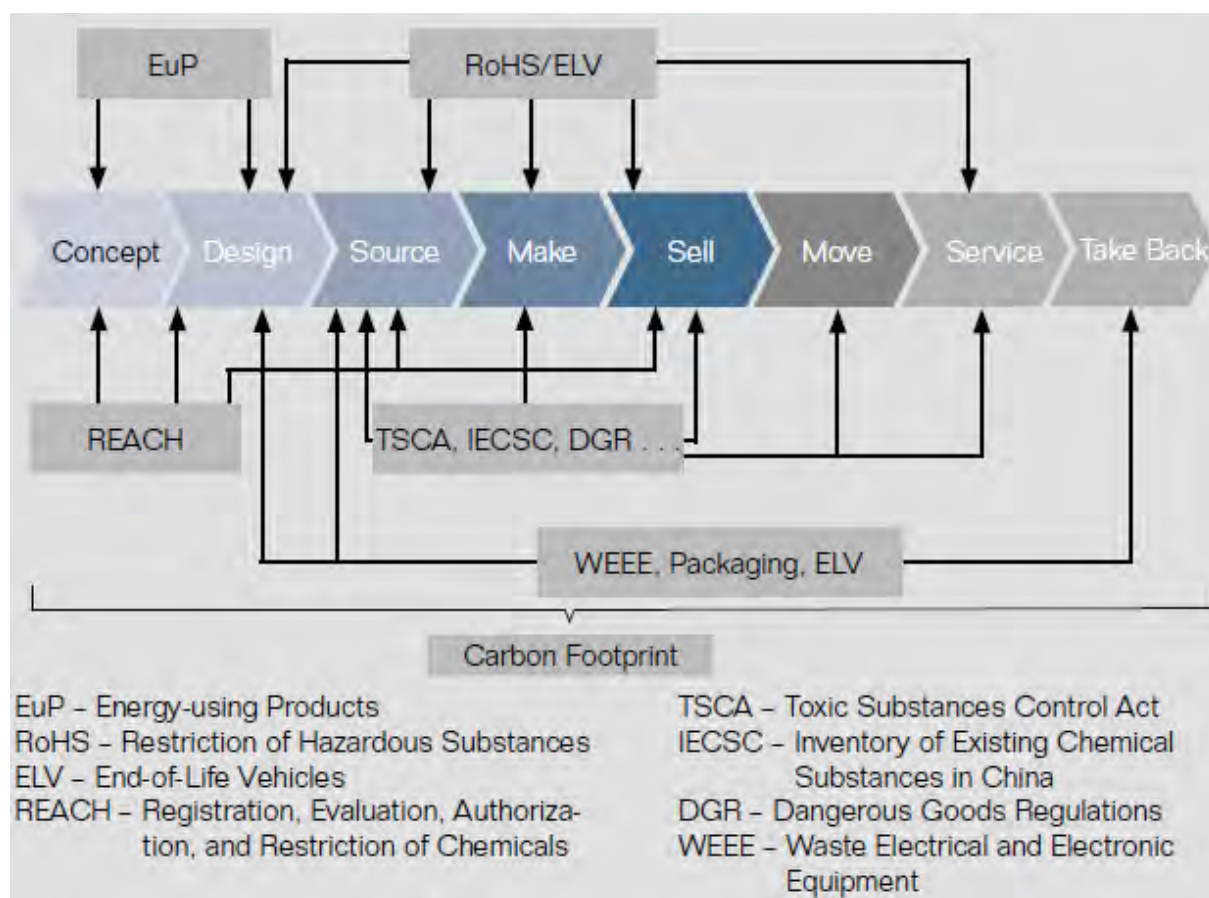 EuP
RoHS/ELV
Concept
Design
Source
Make
Sell
Move
Service
Take Back
REACH
TSCA, IECSC, DGR . . .
WEEE, Packaging, ELV
Carbon Footprint
EuP – Energy-using Products
RoHS – Restriction of Hazardous Substances
ELV – End-of-Life Vehicles
REACH – Registration, Evaluation, Authoriza-
tion, and Restriction of Chemicals
TSCA – Toxic Substances Control Act
IECSC – Inventory of Existing Chemical
Substances in China
DGR – Dangerous Goods Regulations
WEEE – Waste Electrical and Electronic
Equipment